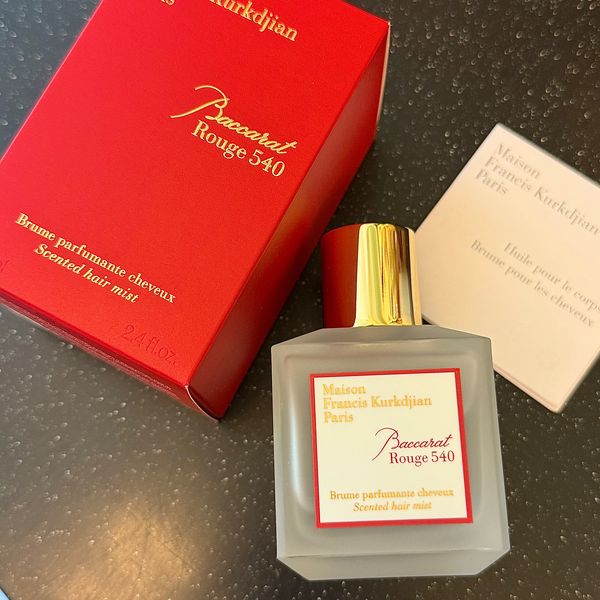 Kurkdjian
Baccarat
Rouge 540
Brume parfumante cheveux
Scented hair mist
2.4 fl.oz.
Maison
Francis Kurkdjian
Paris
Huile pour le corps
Brume pour les cheveux
Maison
Francis Kurkdjian
Paris
Baccarat
Rouge 540
Brume parfumante cheveux
Scented hair mist